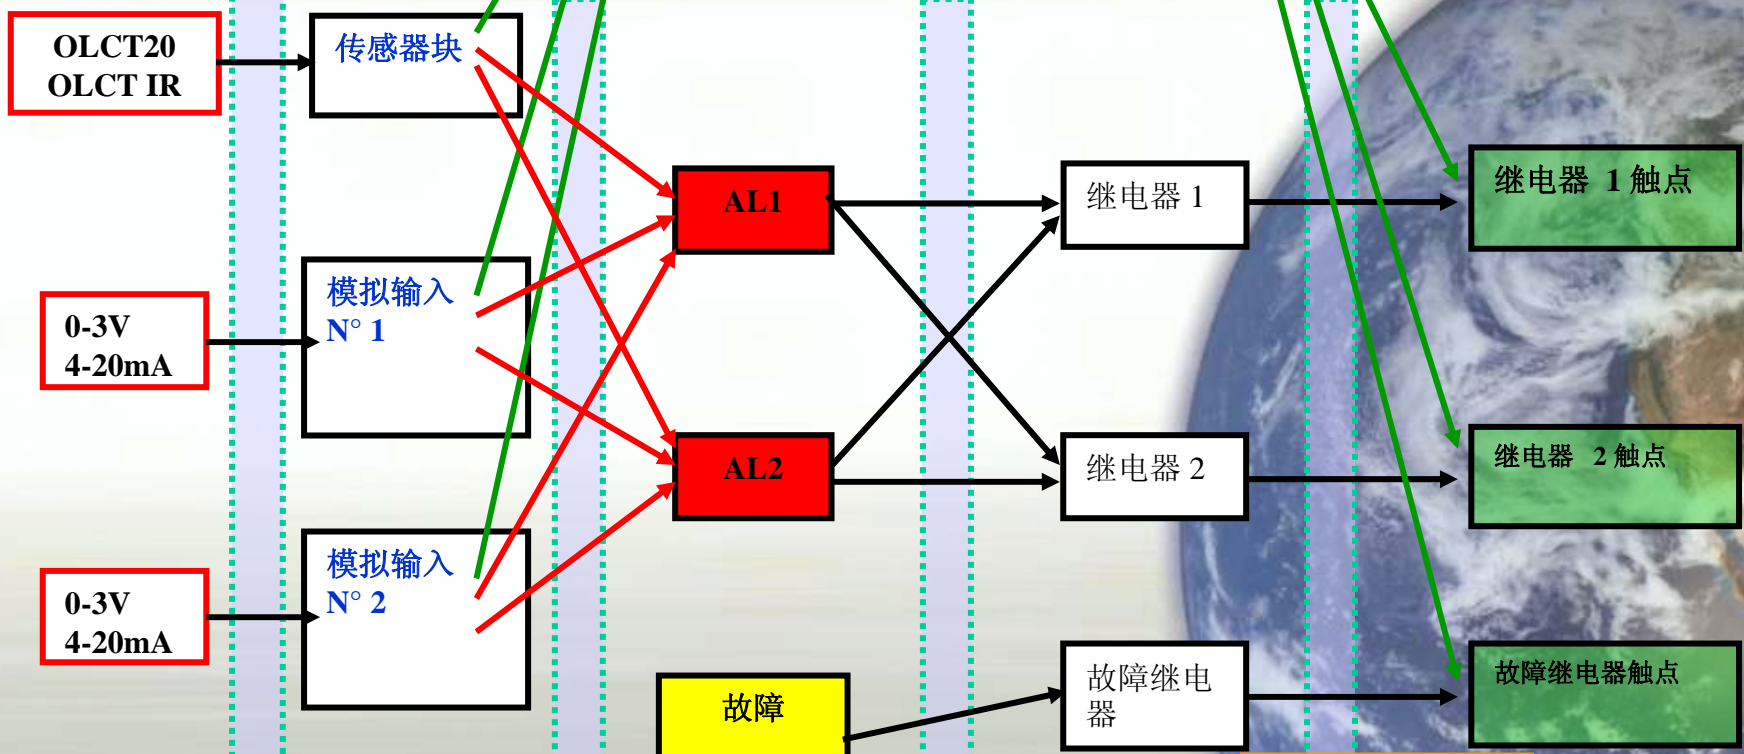 OLCT20
OLCT IR
传感器块
AL1
继电器 1
继电器 1 触点
模拟输入
N° 1
0-3V
4-20mA
AL2
继电器 2
继电器 2 触点
模拟输入
N° 2
0-3V
4-20mA
故障
故障继电
器
故障继电器触点